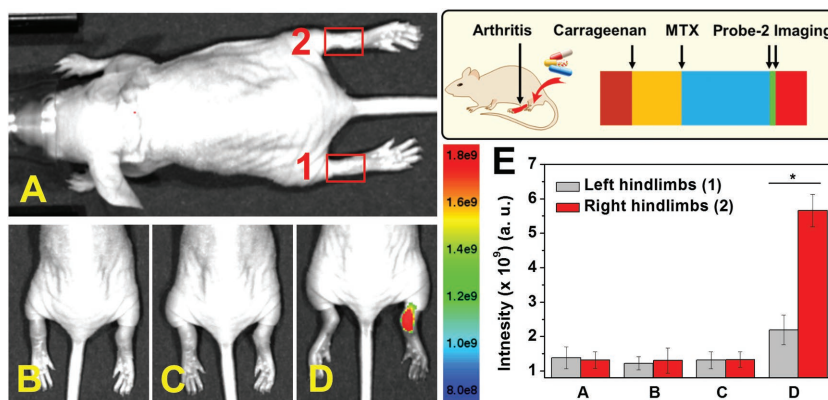 2
1
A
B
C
D
Arthritis
Carrageenan
MTX
Probe-2 Imaging
1.8e9
1.6e9
1.4e9
1.2e9
1.0e9
8.0e8
E
Left hindlimbs (1)
Right hindlimbs (2)
*
Intnesity (x 10⁹) (a. u.)
7
6
5
4
3
2
1
A
B
C
D